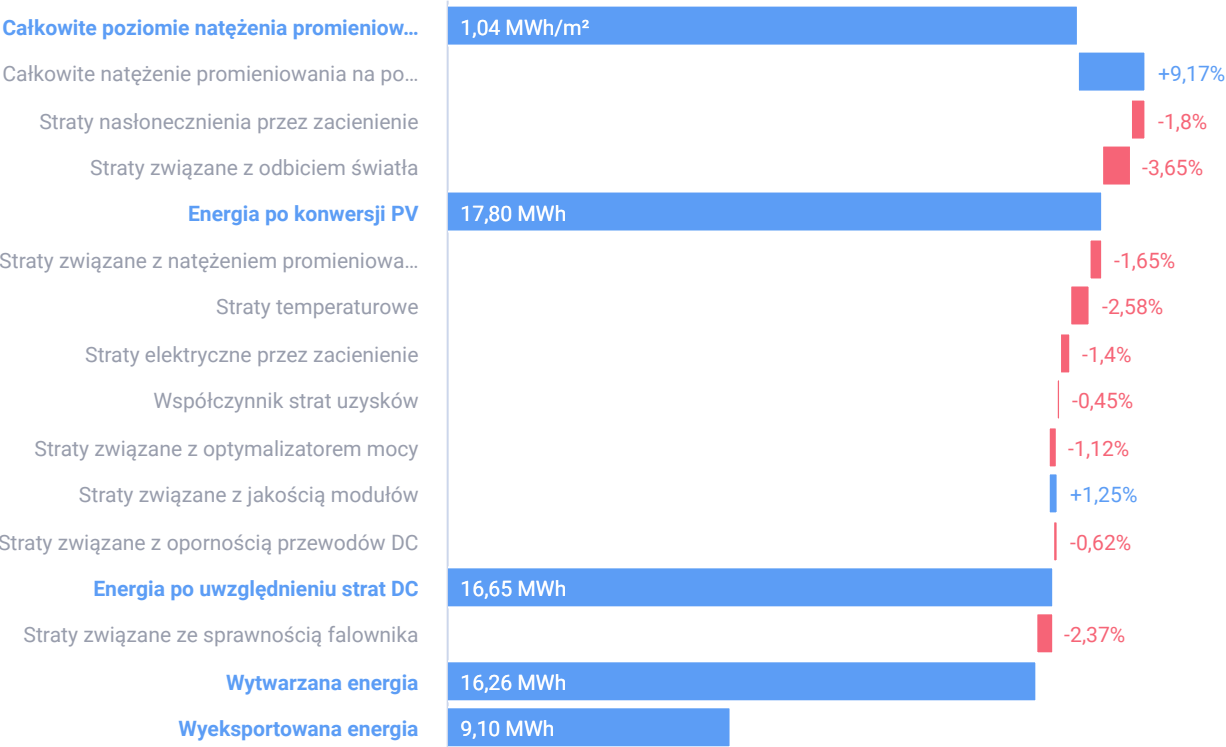 Całkowite poziomie natężenia promieniow… 1,04 MWh/m²
Całkowite natężenie promieniowania na po… +9,17%
Straty nasłonecznienia przez zacienienie -1,8%
Straty związane z odbiciem światła -3,65%
Energia po konwersji PV 17,80 MWh
Straty związane z natężeniem promieniowa… -1,65%
Straty temperaturowe -2,58%
Straty elektryczne przez zacienienie -1,4%
Współczynnik strat uzysków -0,45%
Straty związane z optymalizatorem mocy -1,12%
Straty związane z jakością modułów +1,25%
Straty związane z opornością przewodów DC -0,62%
Energia po uwzględnieniu strat DC 16,65 MWh
Straty związane ze sprawnością falownika -2,37%
Wytwarzana energia 16,26 MWh
Wyeksportowana energia 9,10 MWh